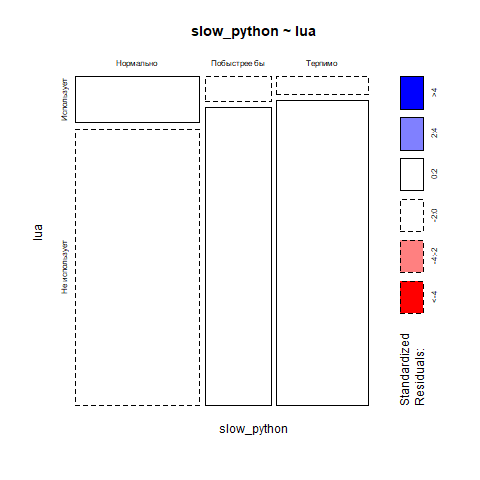 slow_python ~ lua
Нормально
Побыстрее бы
Терпимо
Использует
Не использует
lua
slow_python
>4
2:4
0:2
-2:0
-4:-2
<-4
Standardized
Residuals: